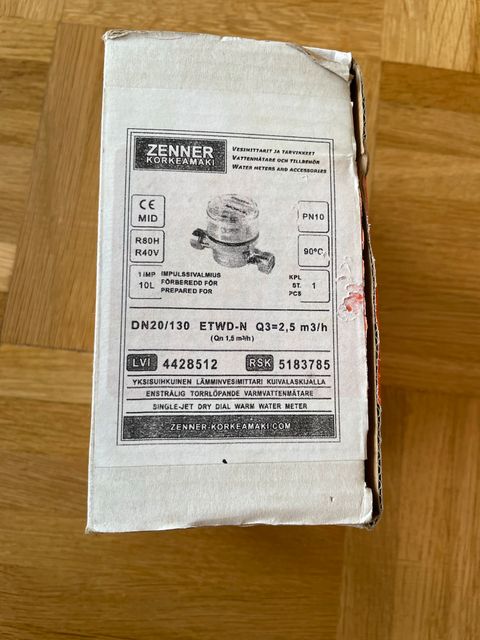 ZENNER
KORKEAMÄKI
VESIMITTARIT JA TARVIKKEET
VATTENMÄTARE OCH TILLBEHÖR
WATER METERS AND ACCESSORIES
CE
MID
PN10
R80H
R40V
90°C
1 IMP
10L
IMPULSSIVALMIUS
FÖRBEREDD FÖR
PREPARED FOR
KPL
ST.
PCS
1
DN20/130 ETWD-N Q3=2,5 m3/h
(Qn 1,5 m³/h)
LVI 4428512 RSK 5183785
YKSISUIHKUINEN LÄMMINVESIMITTARI KUIVALASKIJALLA
ENSTRÅLIG TORRLÖPANDE VARMVATTENMÄTARE
SINGLE-JET DRY DIAL WARM WATER METER
ZENNER-KORKEAMAKI.COM